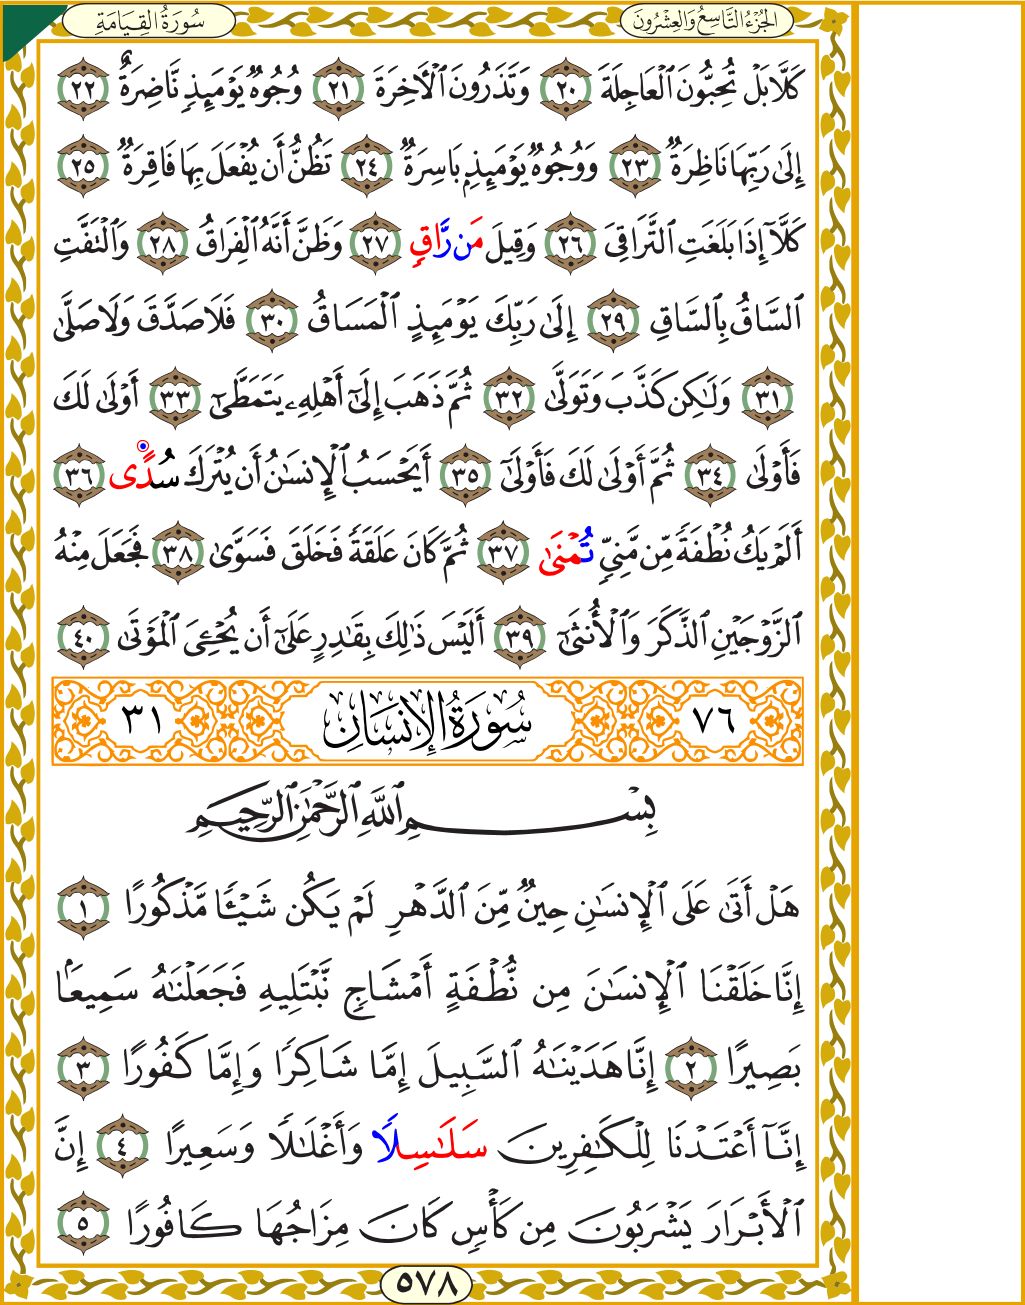 سُورَةُ القِيَامَةِ
الجُزْءُ التَّاسِعُ وَالعِشْرُونَ
كَلَّا بَلْ تُحِبُّونَ ٱلْعَاجِلَةَ ٢٠ وَتَذَرُونَ ٱلْأَخِرَةَ ٢١ وُجُوهٌ يَوْمَئِذٍ نَّاضِرَةٌ ٢٢
إِلَىٰ رَبِّهَا نَاظِرَةٌ ٢٣ وَوُجُوهٌ يَوْمَئِذٍۭ بَاسِرَةٌ ٢٤ تَظُنُّ أَن يُفْعَلَ بِهَا فَاقِرَةٌ ٢٥
كَلَّآ إِذَا بَلَغَتِ ٱلتَّرَاقِىَ ٢٦ وَقِيلَ مَن رَّاقٍ ٢٧ وَظَنَّ أَنَّهُ ٱلْفِرَاقُ ٢٨ وَٱلْتَفَّتِ
ٱلسَّاقُ بِٱلسَّاقِ ٢٩ إِلَىٰ رَبِّكَ يَوْمَئِذٍ ٱلْمَسَاقُ ٣٠ فَلَا صَدَّقَ وَلَا صَلَّىٰ
٣١ وَلَٰكِن كَذَّبَ وَتَوَلَّىٰ ٣٢ ثُمَّ ذَهَبَ إِلَىٰٓ أَهْلِهِۦ يَتَمَطَّىٰٓ ٣٣ أَوْلَىٰ لَكَ
فَأَوْلَىٰ ٣٤ ثُمَّ أَوْلَىٰ لَكَ فَأَوْلَىٰٓ ٣٥ أَيَحْسَبُ ٱلْإِنسَٰنُ أَن يُتْرَكَ سُدًى ٣٦
أَلَمْ يَكُ نُطْفَةً مِّن مَّنِىٍّ تُمْنَىٰ ٣٧ ثُمَّ كَانَ عَلَقَةً فَخَلَقَ فَسَوَّىٰ ٣٨ فَجَعَلَ مِنْهُ
ٱلزَّوْجَيْنِ ٱلذَّكَرَ وَٱلْأُنثَىٰٓ ٣٩ أَلَيْسَ ذَٰلِكَ بِقَٰدِرٍ عَلَىٰٓ أَن يُحْـِۧىَ ٱلْمَوْتَىٰ ٤٠
٧٦ سُورَةُ الإِنسَانِ ٣١
بِسْمِ ٱللَّهِ ٱلرَّحْمَٰنِ ٱلرَّحِيمِ
هَلْ أَتَىٰ عَلَى ٱلْإِنسَٰنِ حِينٌ مِّنَ ٱلدَّهْرِ لَمْ يَكُن شَيْـًٔا مَّذْكُورًا ١
إِنَّا خَلَقْنَا ٱلْإِنسَٰنَ مِن نُّطْفَةٍ أَمْشَاجٍ نَّبْتَلِيهِ فَجَعَلْنَٰهُ سَمِيعًۢا
بَصِيرًا ٢ إِنَّا هَدَيْنَٰهُ ٱلسَّبِيلَ إِمَّا شَاكِرًا وَإِمَّا كَفُورًا ٣
إِنَّآ أَعْتَدْنَا لِلْكَٰفِرِينَ سَلَٰسِلًا وَأَغْلَٰلًا وَسَعِيرًا ٤ إِنَّ
ٱلْأَبْرَارَ يَشْرَبُونَ مِن كَأْسٍ كَانَ مِزَاجُهَا كَافُورًا ٥
٥٧٨